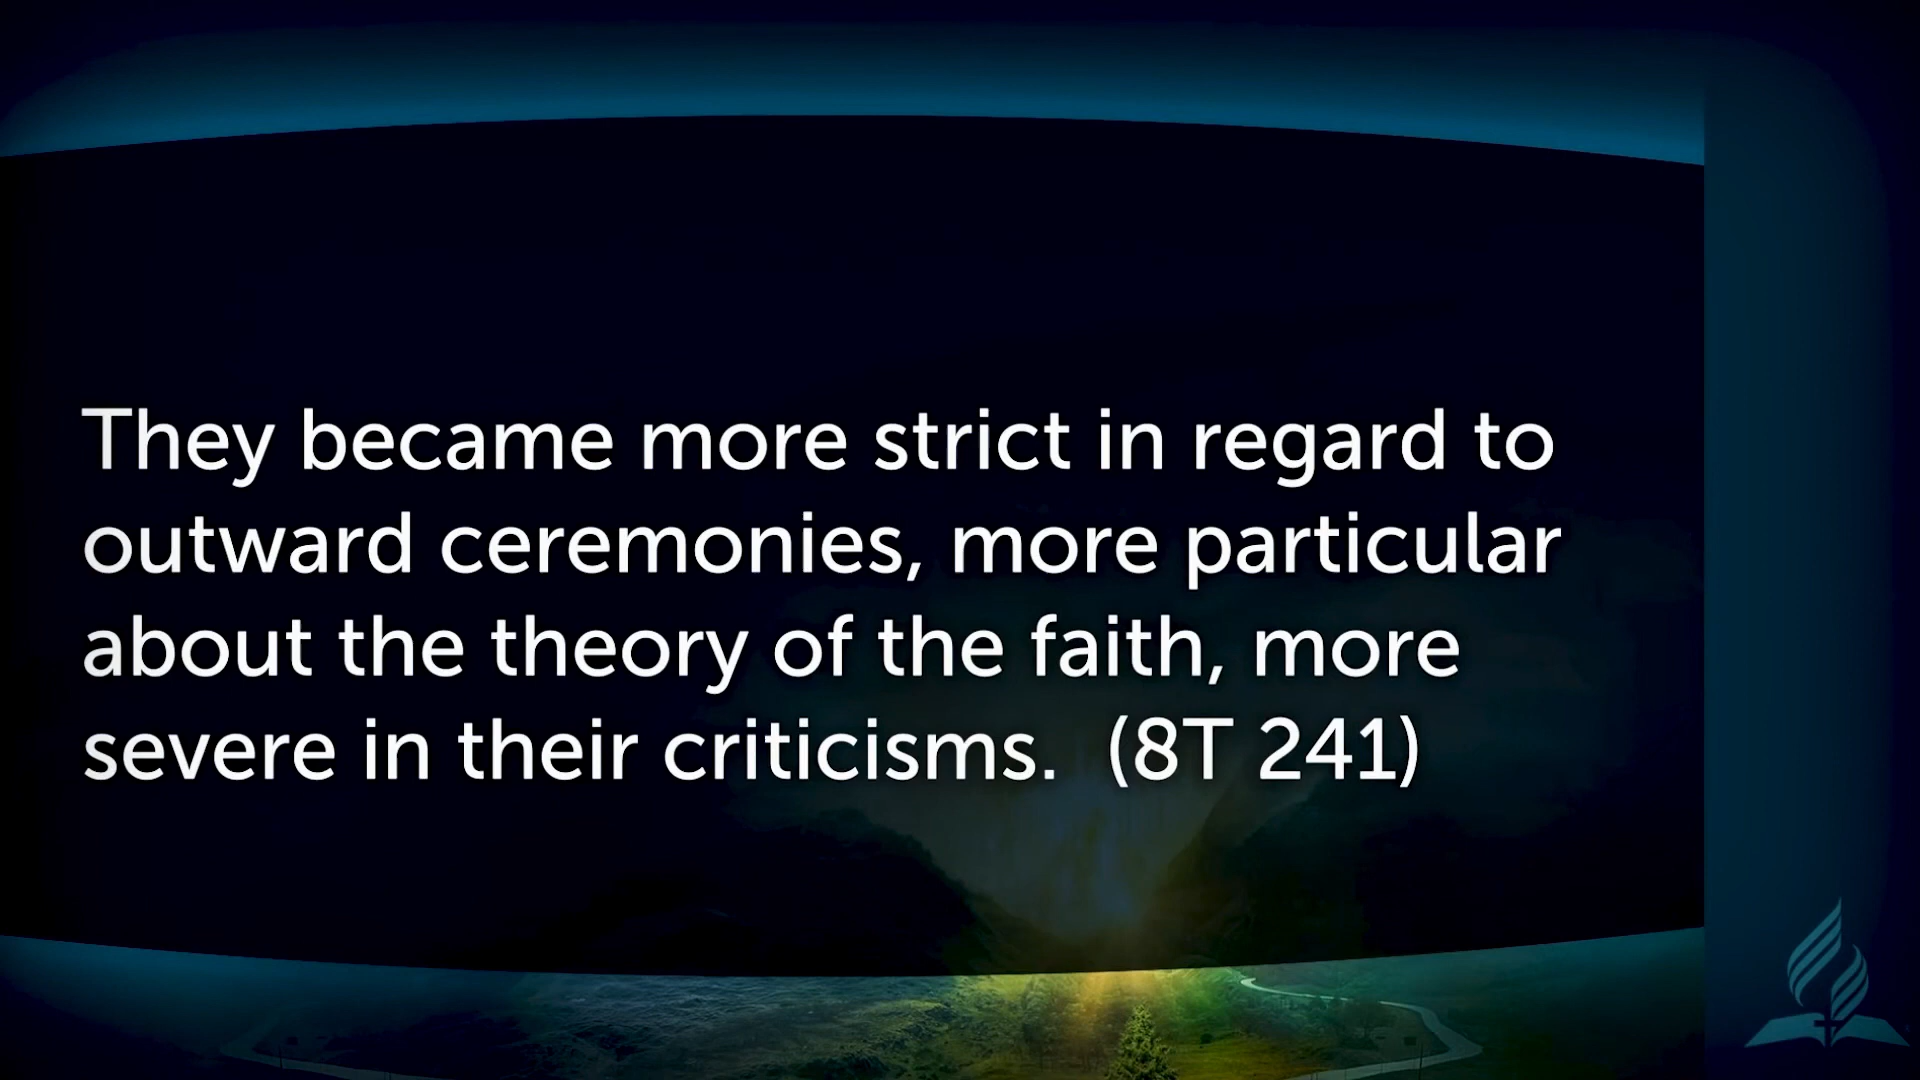 They became more strict in regard to
outward ceremonies, more particular
about the theory of the faith, more
severe in their criticisms.  (8T 241)